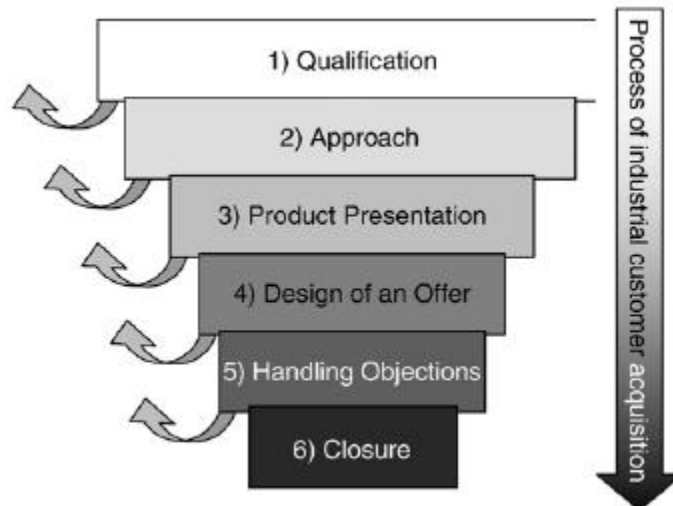 1) Qualification
2) Approach
3) Product Presentation
4) Design of an Offer
5) Handling Objections
6) Closure
Process of industrial customer acquisition